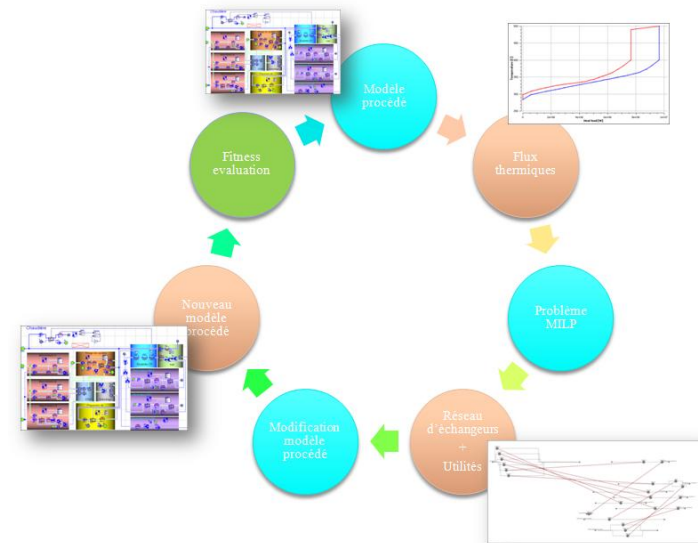 Modèle
procédé
Flux
thermiques
Problème
MILP
Réseau
d'échangeurs
+
Utilités
Modification
modèle
procédé
Nouveau
modèle
procédé
Fitness
evaluation